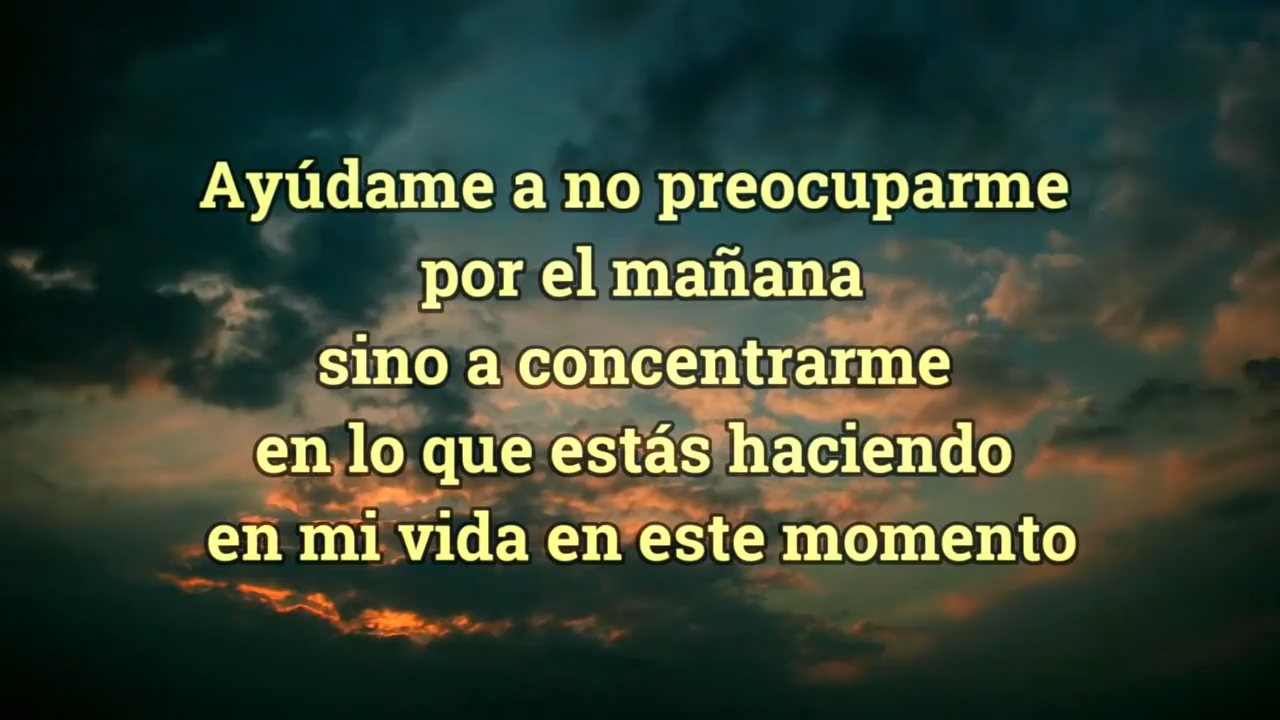 Ayúdame a no preocuparme
por el mañana
sino a concentrarme
en lo que estás haciendo
en mi vida en este momento